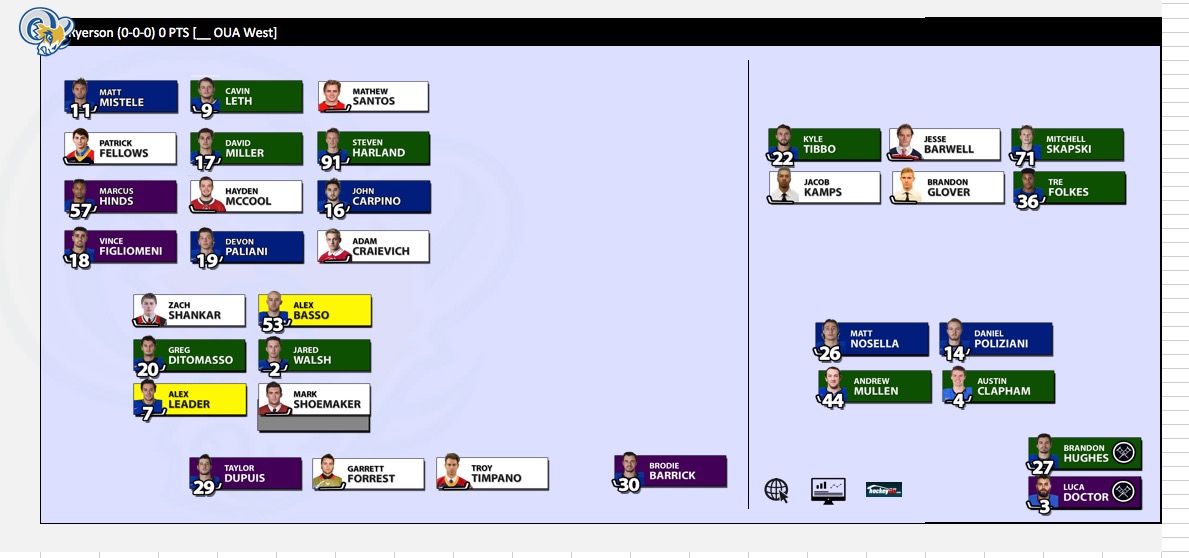 Ryerson (0-0-0) 0 PTS [__ OUA West]
MATT
MISTELE
11
CAVIN
LETH
9
MATHEW
SANTOS
PATRICK
FELLOWS
DAVID
MILLER
17
STEVEN
HARLAND
91
MARCUS
HINDS
57
HAYDEN
MCCOOL
JOHN
CARPINO
16
VINCE
FIGLIOMENI
18
DEVON
PALIANI
19
ADAM
CRAIEVICH
ZACH
SHANKAR
ALEX
BASSO
53
GREG
DITOMASSO
20
JARED
WALSH
2
ALEX
LEADER
7
MARK
SHOEMAKER
TAYLOR
DUPUIS
29
GARRETT
FORREST
TROY
TIMPANO
BRODIE
BARRICK
30
KYLE
TIBBO
22
JESSE
BARWELL
MITCHELL
SKAPSKI
71
JACOB
KAMPS
BRANDON
GLOVER
TRE
FOLKES
36
MATT
NOSELLA
26
DANIEL
POLIZIANI
14
ANDREW
MULLEN
44
AUSTIN
CLAPHAM
4
BRANDON
HUGHES
27
LUCA
DOCTOR
3